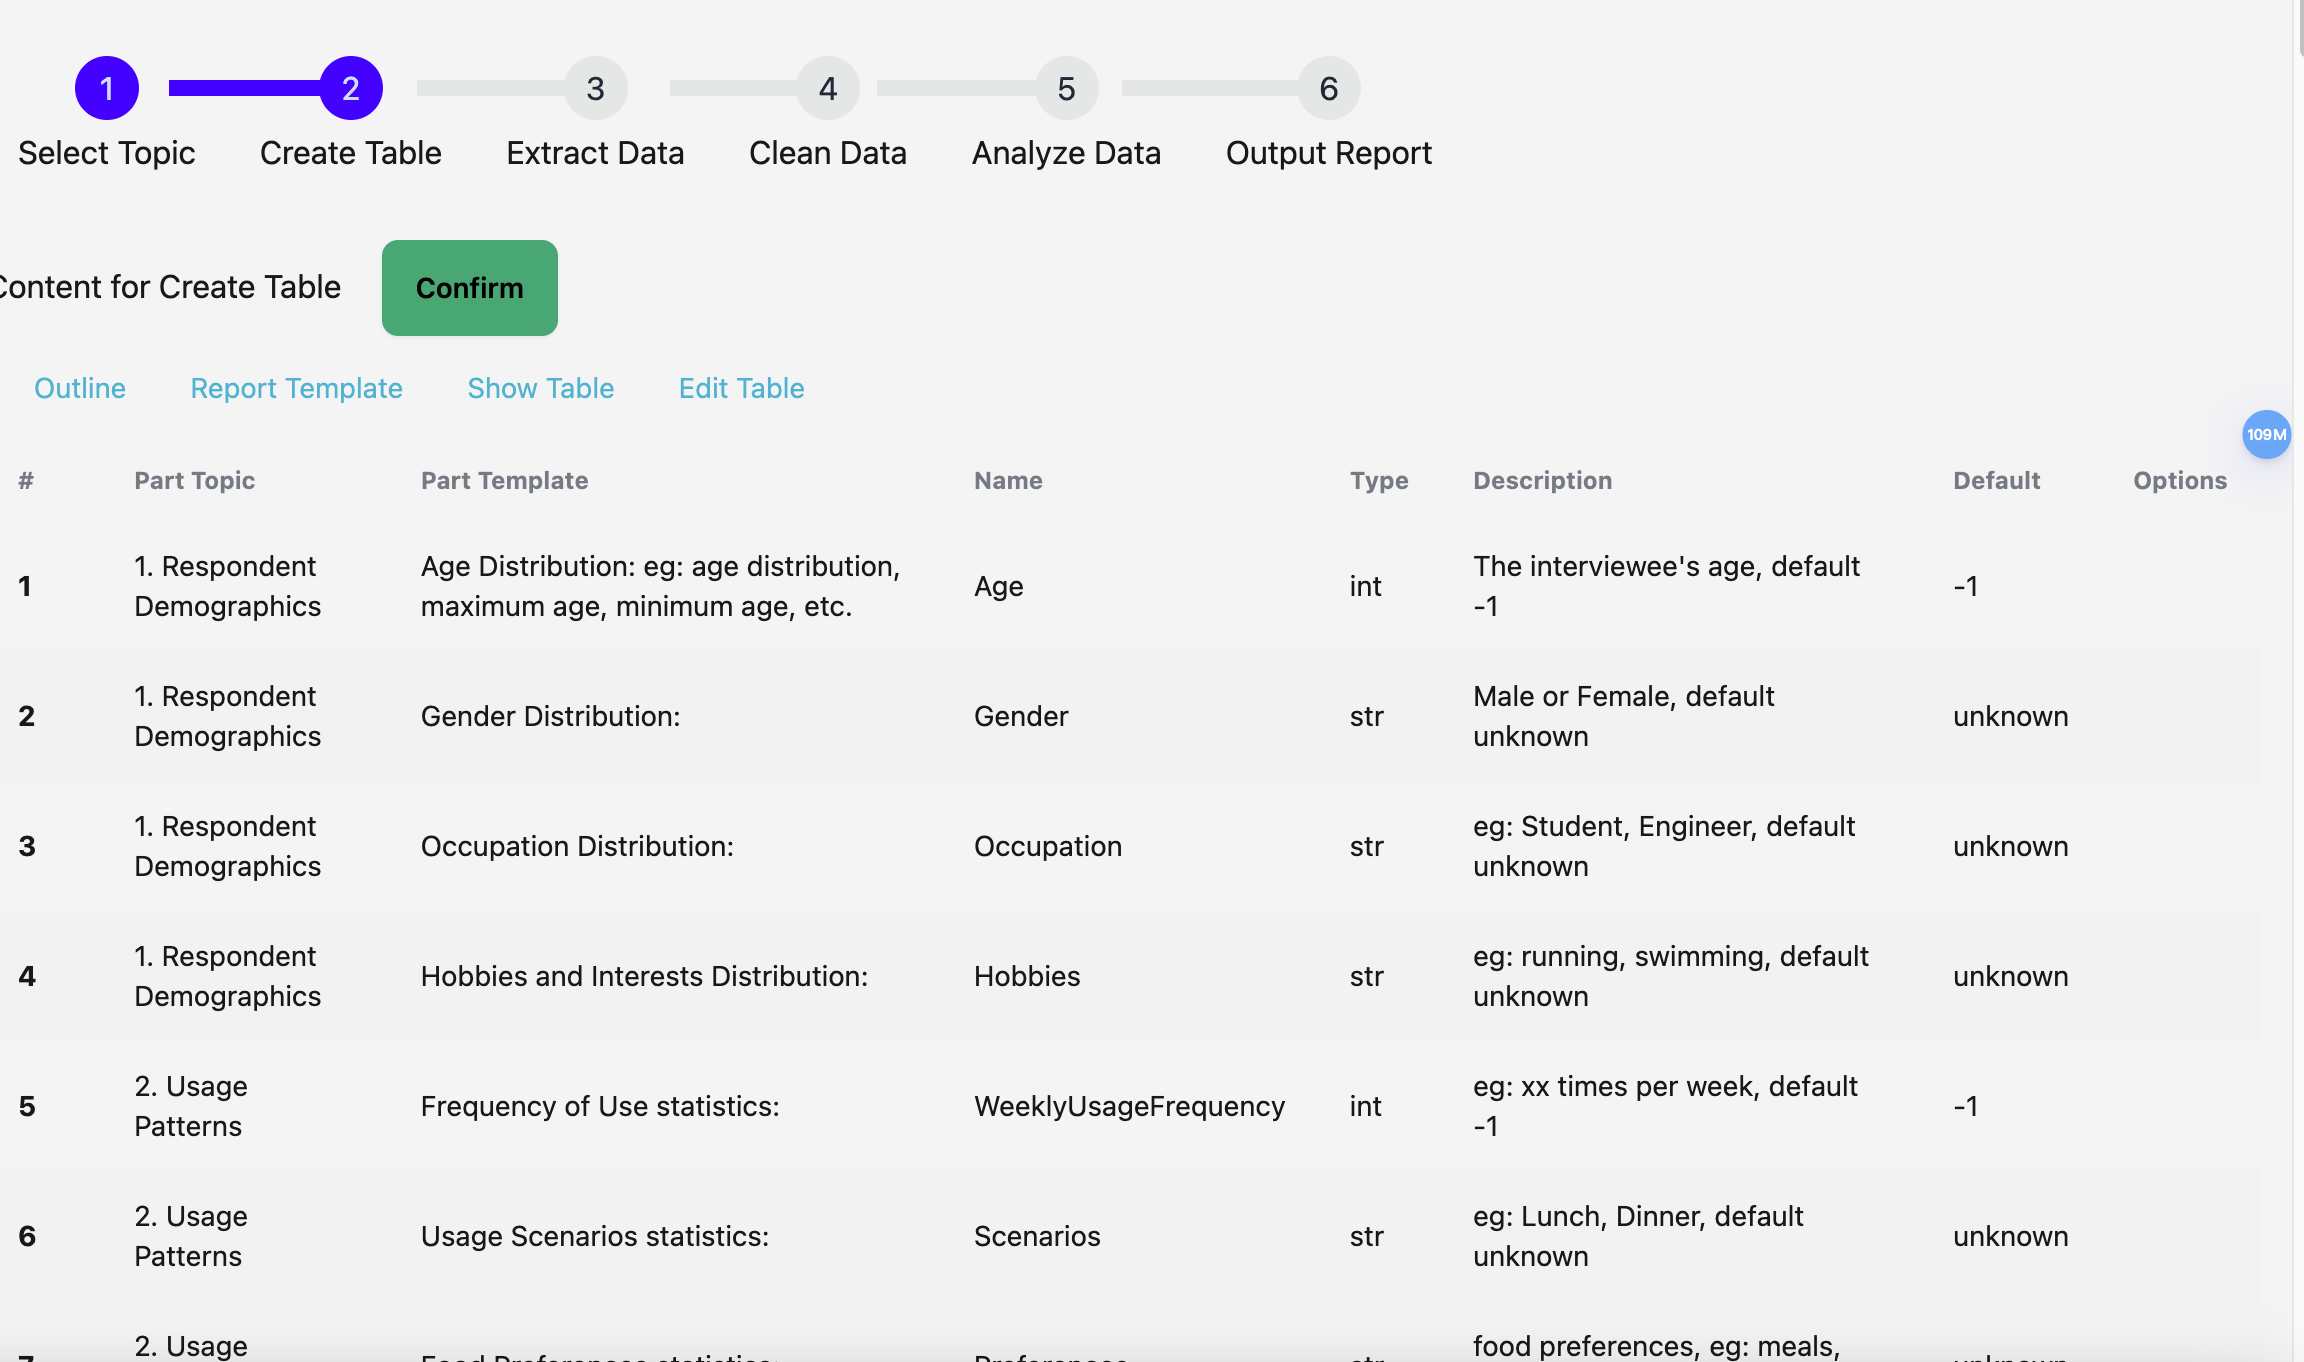 1 2 3 4 5 6
Select Topic Create Table Extract Data Clean Data Analyze Data Output Report
Content for Create Table Confirm
Outline Report Template Show Table Edit Table
109M
# Part Topic Part Template Name Type Description Default Options
1 1. Respondent Demographics Age Distribution: eg: age distribution, maximum age, minimum age, etc. Age int The interviewee's age, default -1 -1
2 1. Respondent Demographics Gender Distribution: Gender str Male or Female, default unknown unknown
3 1. Respondent Demographics Occupation Distribution: Occupation str eg: Student, Engineer, default unknown unknown
4 1. Respondent Demographics Hobbies and Interests Distribution: Hobbies str eg: running, swimming, default unknown unknown
5 2. Usage Patterns Frequency of Use statistics: WeeklyUsageFrequency int eg: xx times per week, default -1 -1
6 2. Usage Patterns Usage Scenarios statistics: Scenarios str eg: Lunch, Dinner, default unknown unknown
7 2. Usage Food Preferences statistics: Preferences str food preferences, eg: meals, unknown